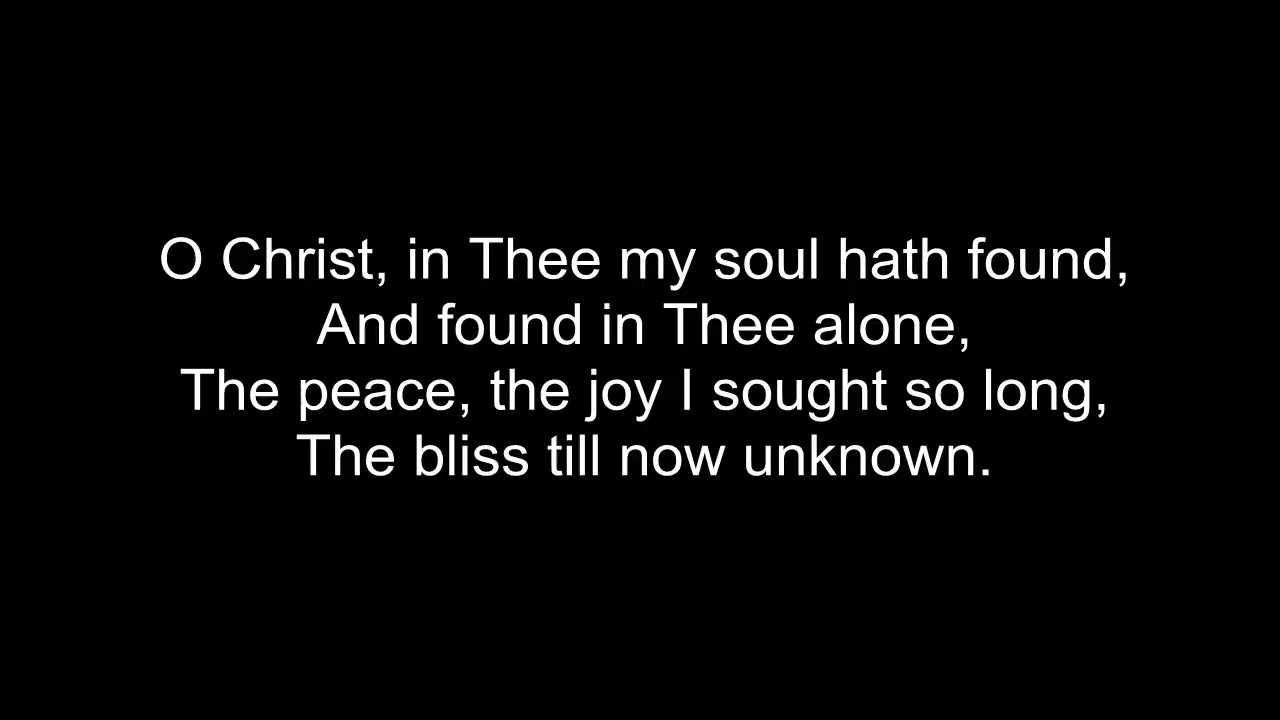 O Christ, in Thee my soul hath found,
And found in Thee alone,
The peace, the joy I sought so long,
The bliss till now unknown.